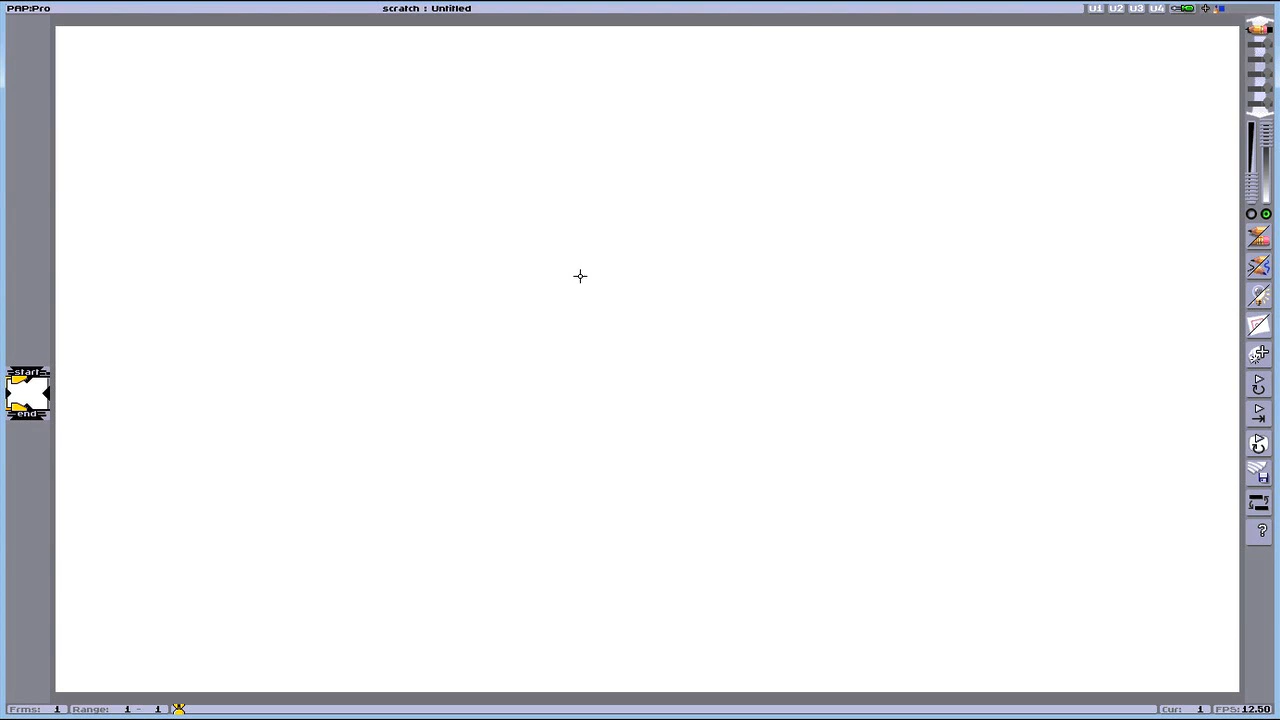 PAP:Pro
scratch : Untitled
U1 U2 U3 U4
start
end
?
Frms: 1 Range: 1 - 1
Cur: 1 FPS:12.50